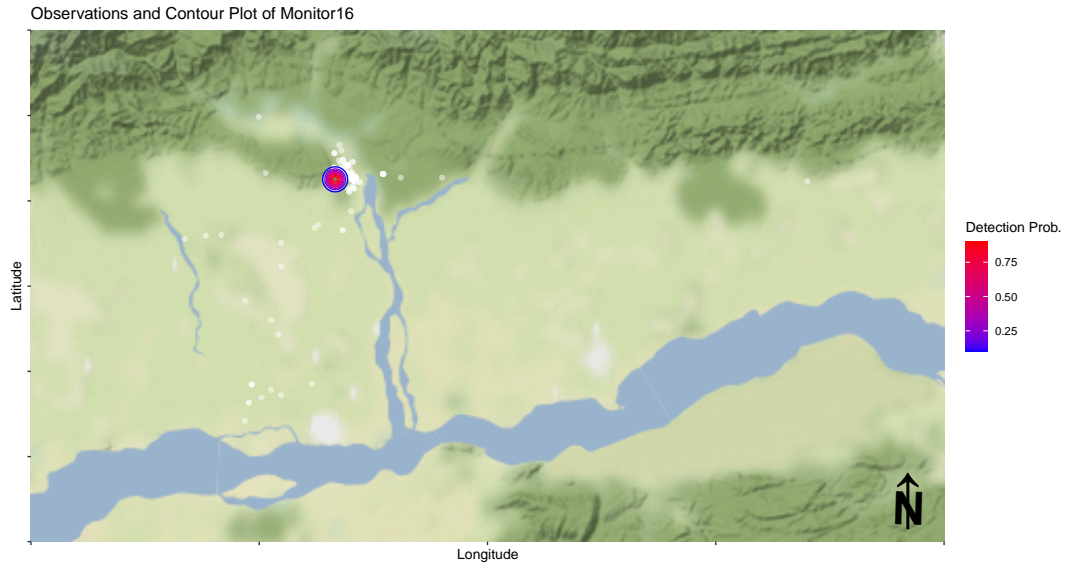 Observations and Contour Plot of Monitor16
Latitude
Detection Prob.
0.75
0.50
0.25
N
Longitude